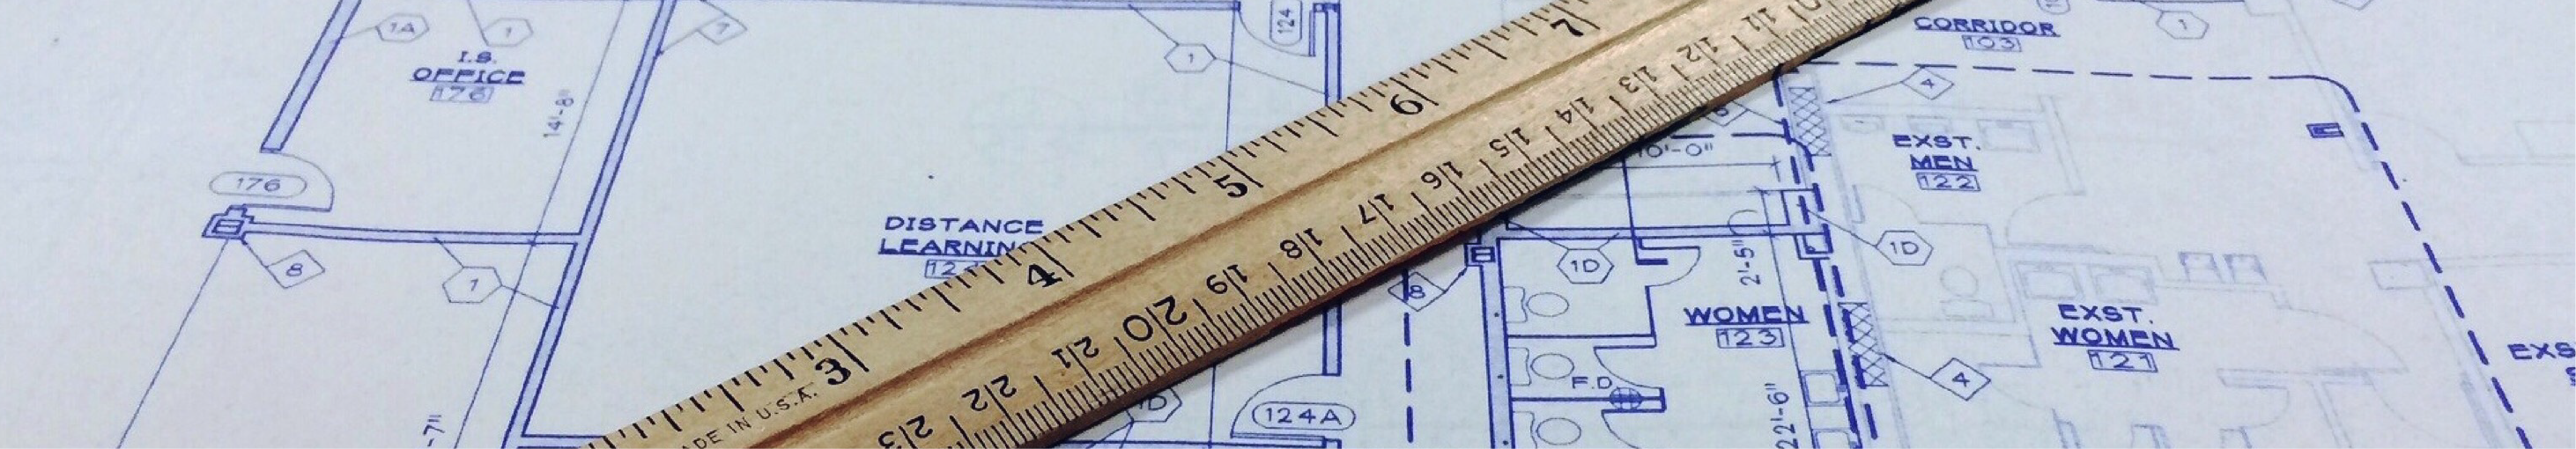 1A
1
7
I.S.
OFFICE
176
14'-8"
176
8
1
DISTANCE
LEARNIN
12
1
124
124A
1D
3
4
5
6
7
MADE IN U.S.A.
11
12
13
14
15
16
17
18
19
20
21
22
23
CORRIDOR
103
1
4
EXST.
MEN
122
10'-0"
1D
1D
8
2'-5"
WOMEN
123
F.D.
22'-6"
4
EXST.
WOMEN
121
EXS